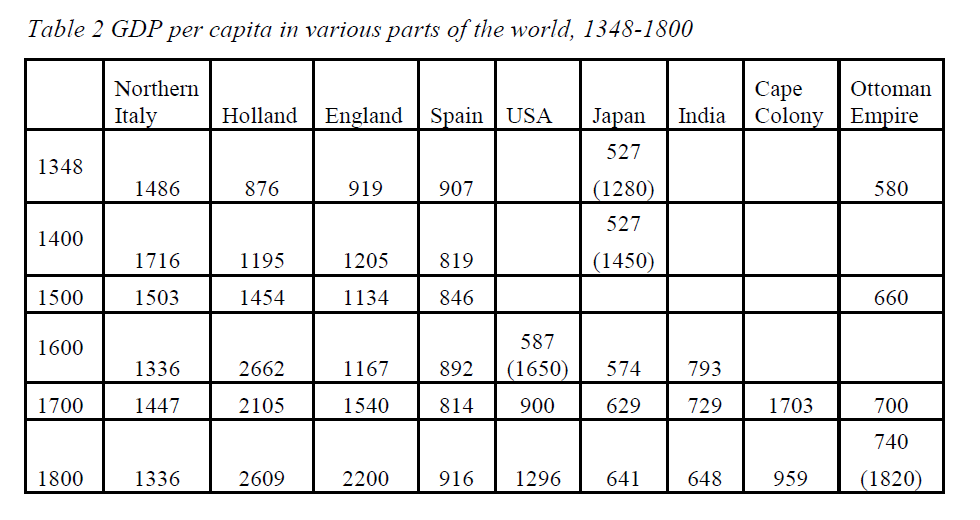 Table 2 GDP per capita in various parts of the world, 1348-1800
Northern Italy Holland England Spain USA Japan India Cape Colony Ottoman Empire
1348 1486 876 919 907 527 (1280) 580
1400 1716 1195 1205 819 527 (1450)
1500 1503 1454 1134 846 660
1600 1336 2662 1167 892 587 (1650) 574 793
1700 1447 2105 1540 814 900 629 729 1703 700
1800 1336 2609 2200 916 1296 641 648 959 740 (1820)